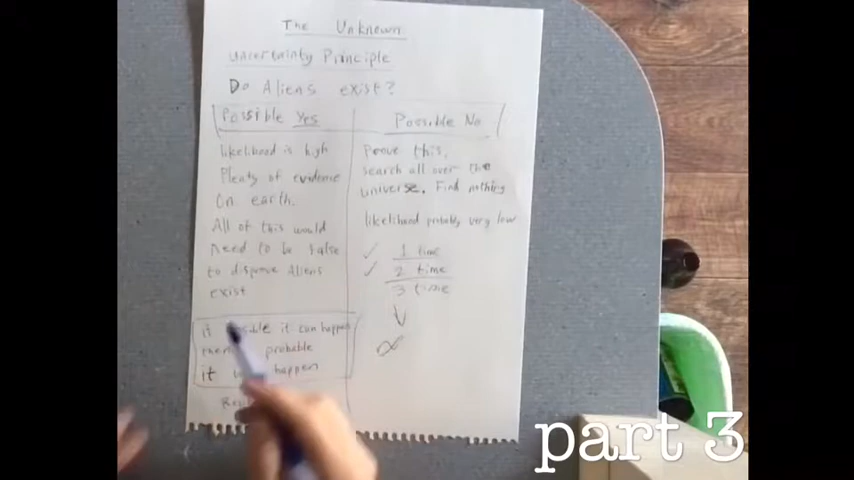 The Unknown
uncertainty Principle
Do Aliens exist?
Possible Yes
likelihood is high
Plenty of evidence
On earth.
All of this would
need to be false
to disprove Aliens
exist
it can happen
probable
it happen
Possible No
Prove this,
search all over the
universe. Find nothing
likelihood probably very low
✓ 1 time
✓ 2 time
3 time
∞
part 3